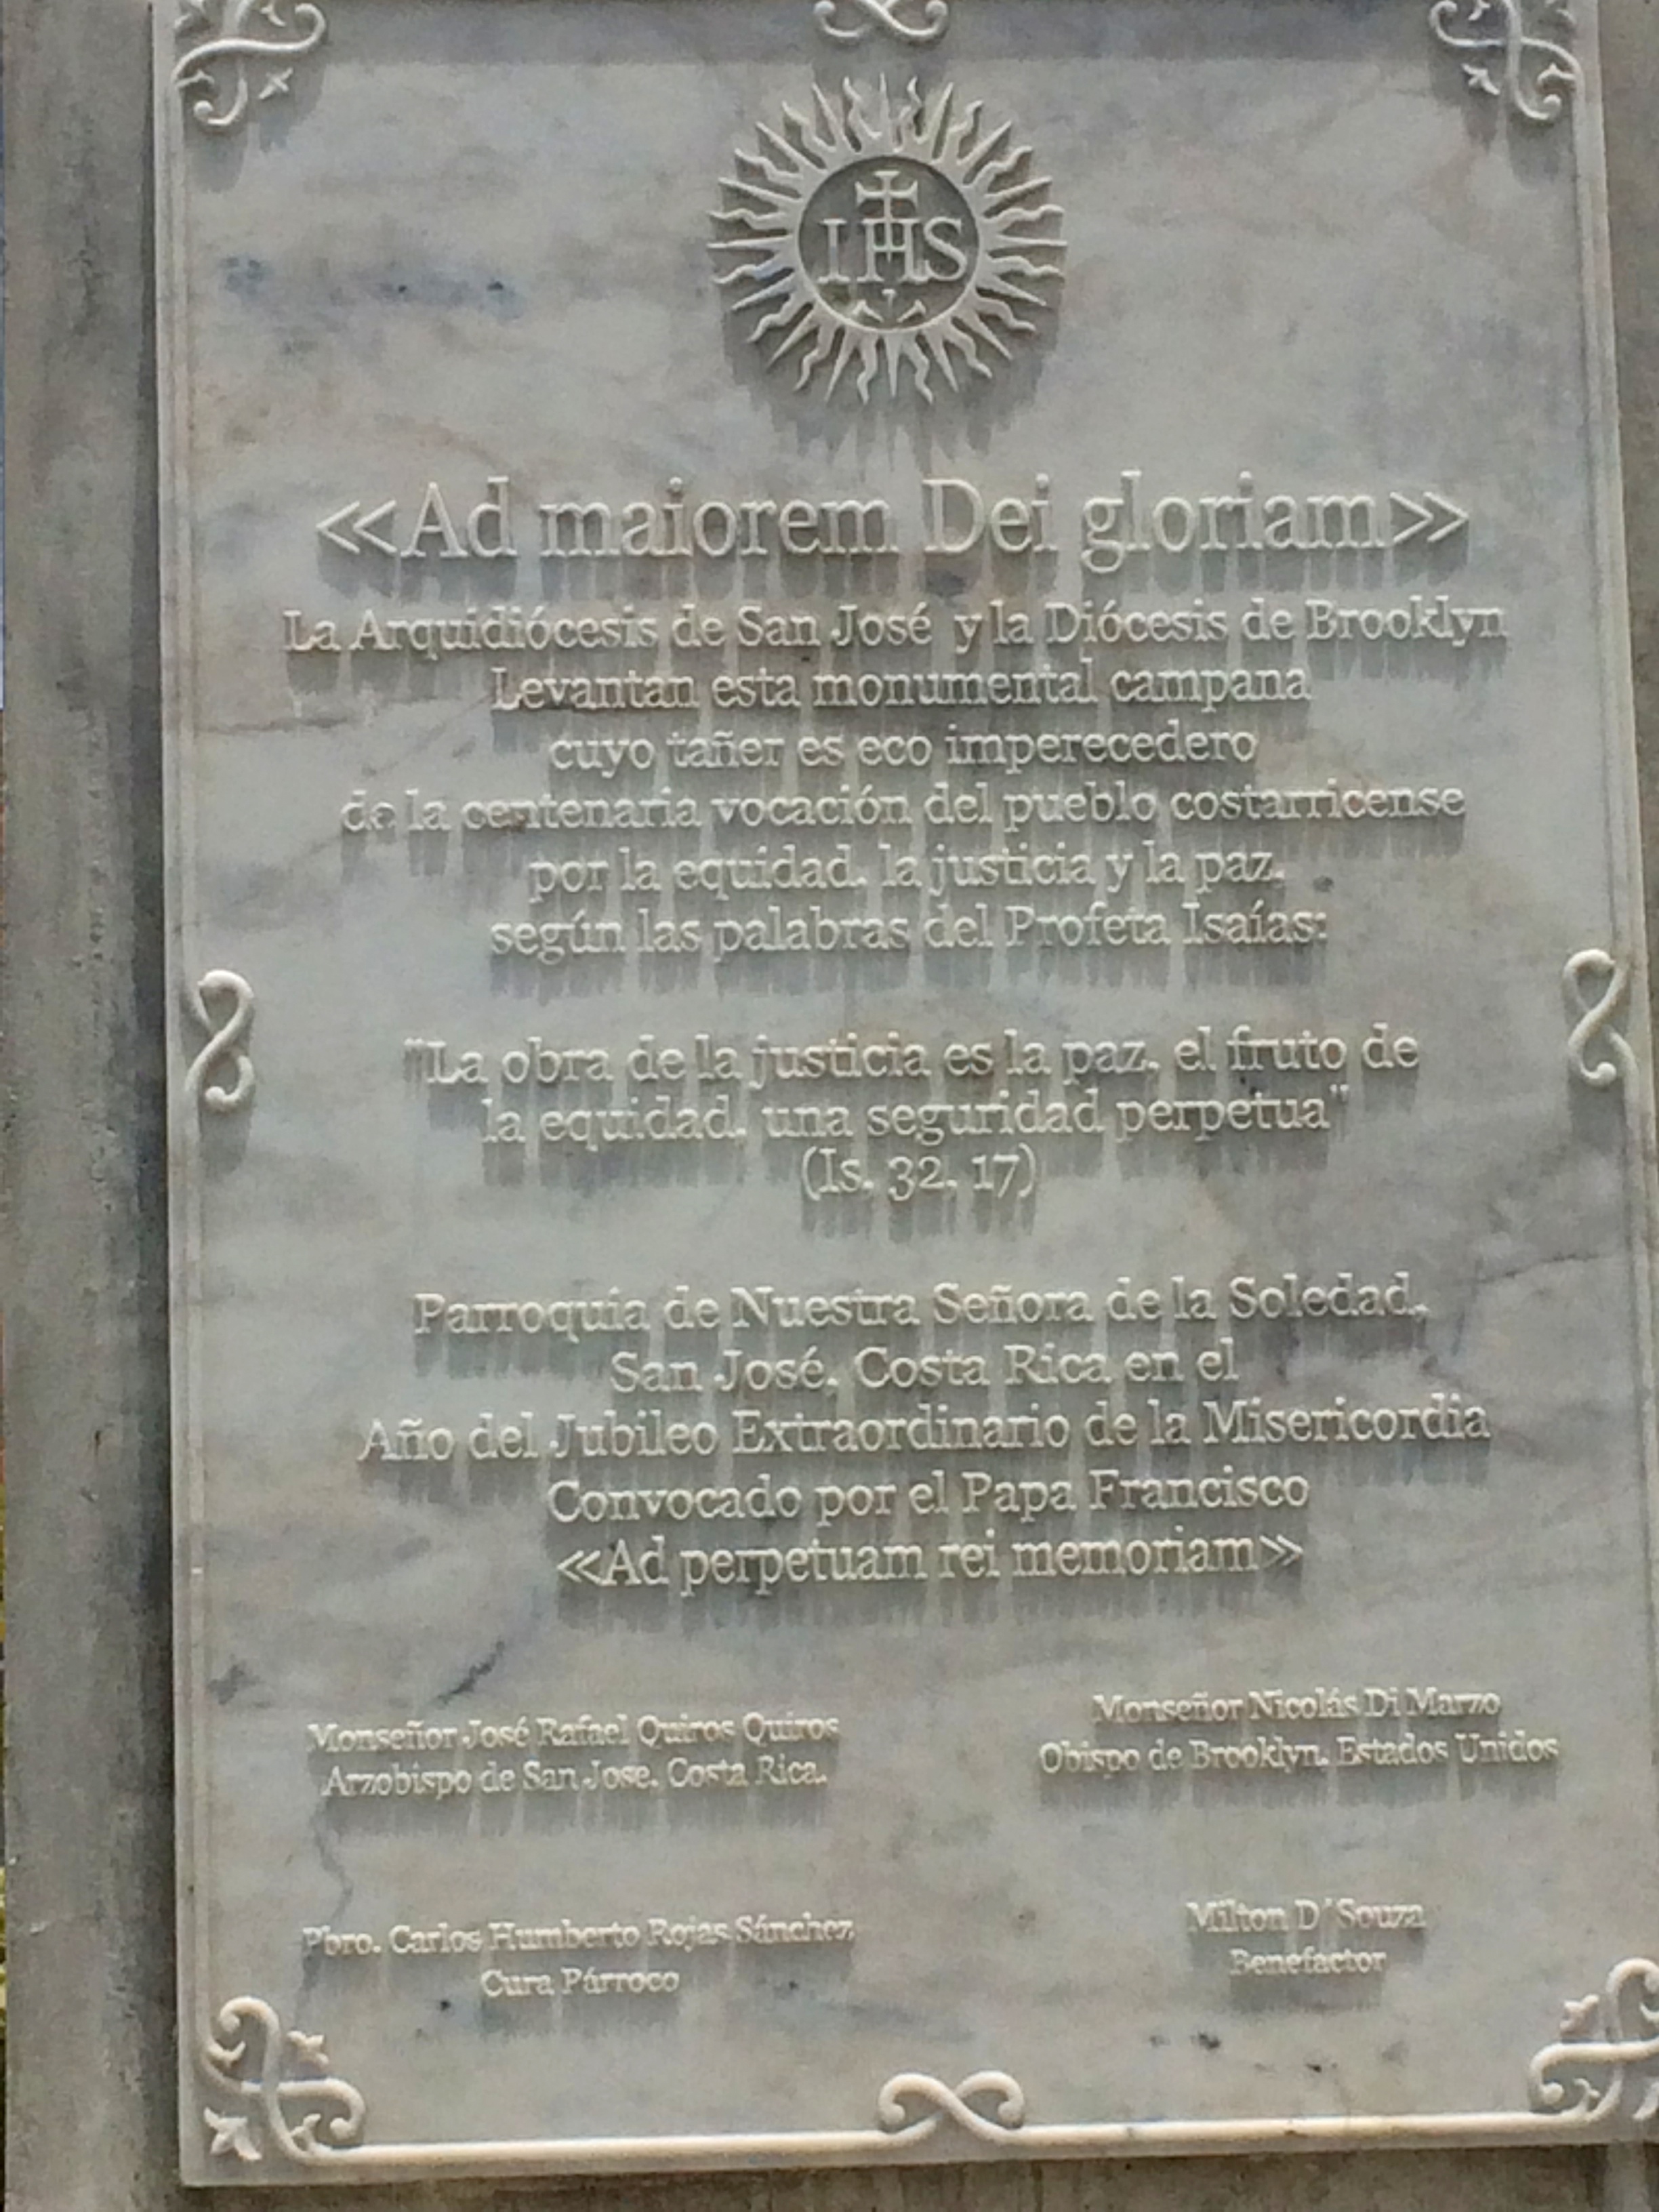 IHS
<<Ad maiorem Dei gloriam>>
La Arquidiócesis de San José y la Diócesis de Brooklyn
Levantan esta monumental campana
cuyo tañer es eco imperecedero
de la centenaria vocación del pueblo costarricense
por la equidad, la justicia y la paz,
según las palabras del Profeta Isaías:
"La obra de la justicia es la paz, el fruto de
la equidad, una seguridad perpetua"
(Is. 32, 17)
Parroquia de Nuestra Señora de la Soledad,
San José, Costa Rica en el
Año del Jubileo Extraordinario de la Misericordia
Convocado por el Papa Francisco
<<Ad perpetuam rei memoriam>>
Monseñor José Rafael Quiros Quiros
Arzobispo de San Jose, Costa Rica.
Monseñor Nicolás Di Marzo
Obispo de Brooklyn, Estados Unidos
Pbro. Carlos Humberto Rojas Sánchez
Cura Párroco
Milton D´Souza
Benefactor